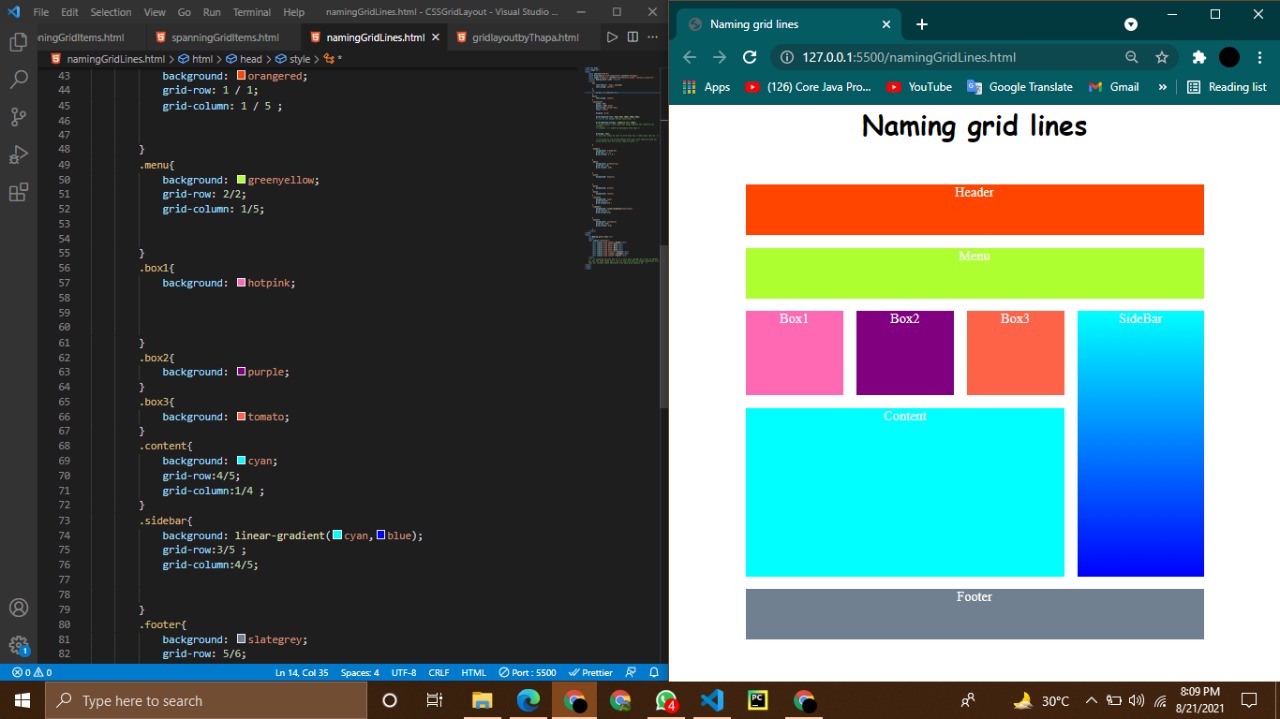 File Edit Selection View Go Run Terminal Help namingGridLines.html - CSSGridLayout - Visual Studio ...
ningGridItems.html spanningGridItems.html namingGridLines.html gridlayoutbyThapa.html
namingGridLines.html > html > head > style > *
43 background: orangered;
44 grid-row: 1 / 1;
45 grid-column: 1 / 5 ;
46
47
48 }
49 .menu{
50 background: greenyellow;
51 grid-row: 2/2;
52 grid-column: 1/5;
53
54
55 }
56 .box1{
57 background: hotpink;
58
59
60
61 }
62 .box2{
63 background: purple;
64 }
65 .box3{
66 background: tomato;
67 }
68 .content{
69 background: cyan;
70 grid-row:4/5;
71 grid-column:1/4 ;
72 }
73 .sidebar{
74 background: linear-gradient(cyan,blue);
75 grid-row:3/5 ;
76 grid-column:4/5;
77
78
79 }
80 .footer{
81 background: slategrey;
82 grid-row: 5/6;
1
0 0 Ln 14, Col 35 Spaces: 4 UTF-8 CRLF HTML Port : 5500 Prettier
Naming grid lines
127.0.0.1:5500/namingGridLines.html
Apps (126) Core Java Pro... YouTube Google Translate Gmail » Reading list
Naming grid lines
Header
Menu
Box1 Box2 Box3 SideBar
Content
Footer
Type here to search
4
PC
30°C
8:09 PM
8/21/2021